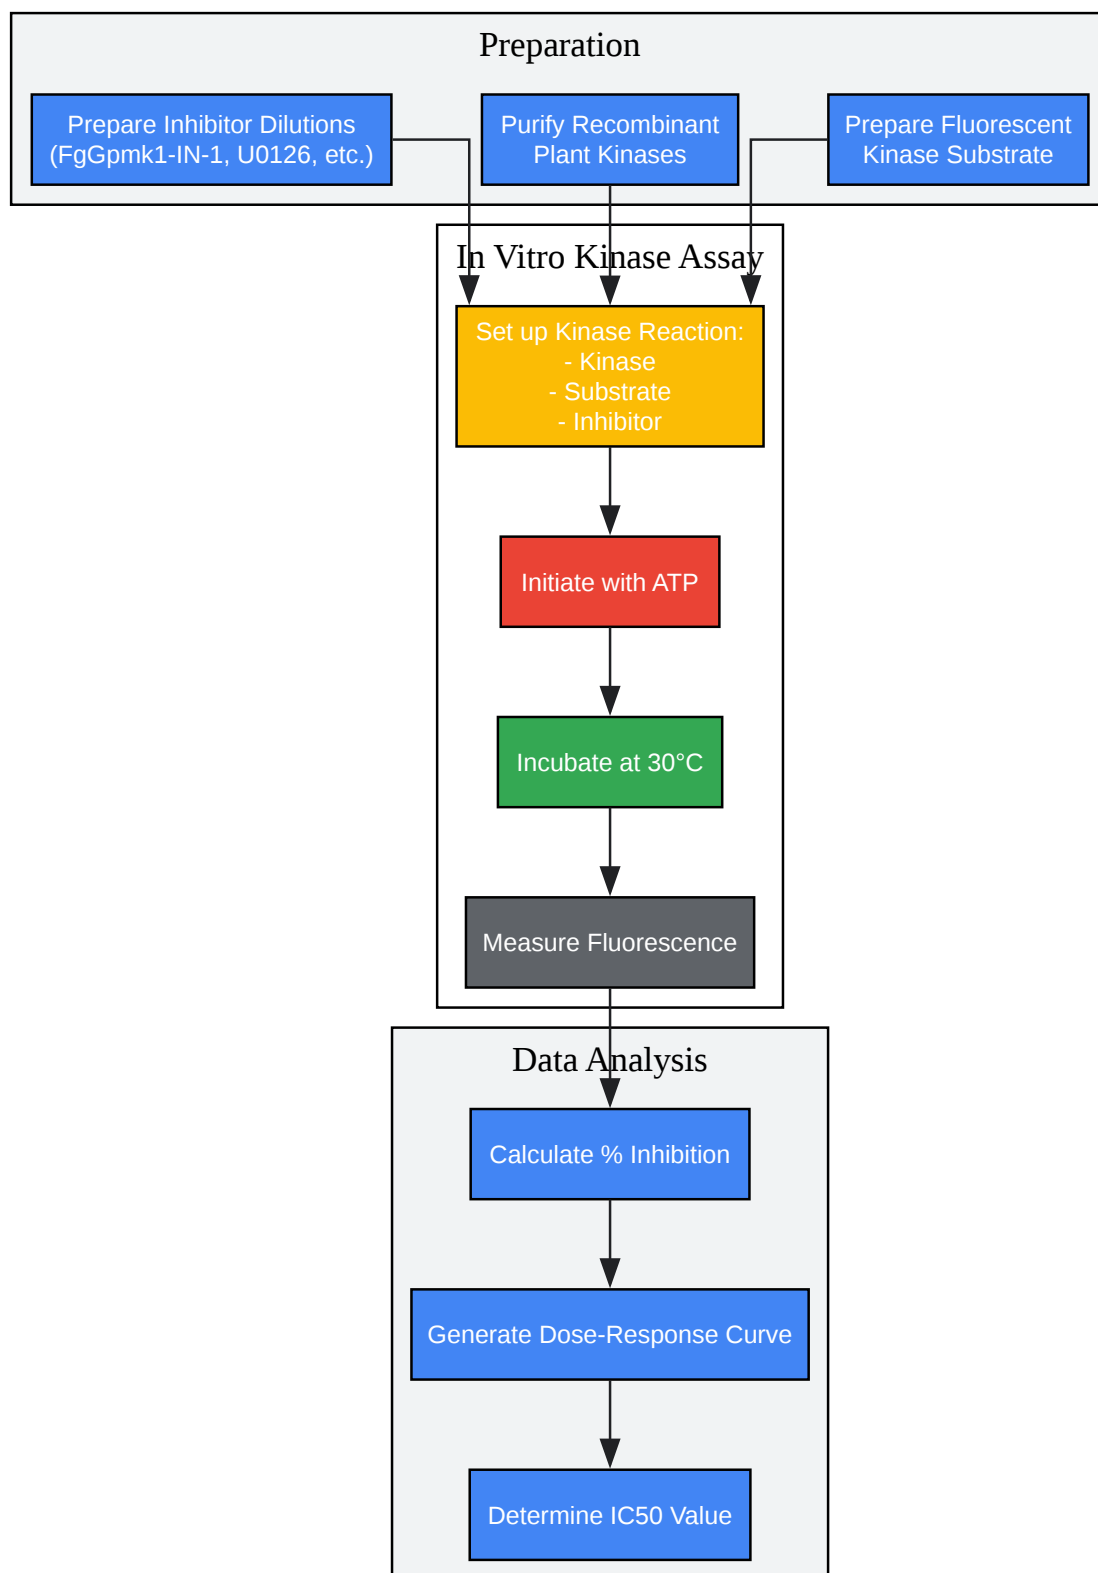 Preparation
Prepare Inhibitor Dilutions
(FgGpmk1-IN-1, U0126, etc.)
Purify Recombinant
Plant Kinases
Prepare Fluorescent
Kinase Substrate
In Vitro Kinase Assay
Set up Kinase Reaction:
- Kinase
- Substrate
- Inhibitor
Initiate with ATP
Incubate at 30°C
Measure Fluorescence
Data Analysis
Calculate % Inhibition
Generate Dose-Response Curve
Determine IC50 Value